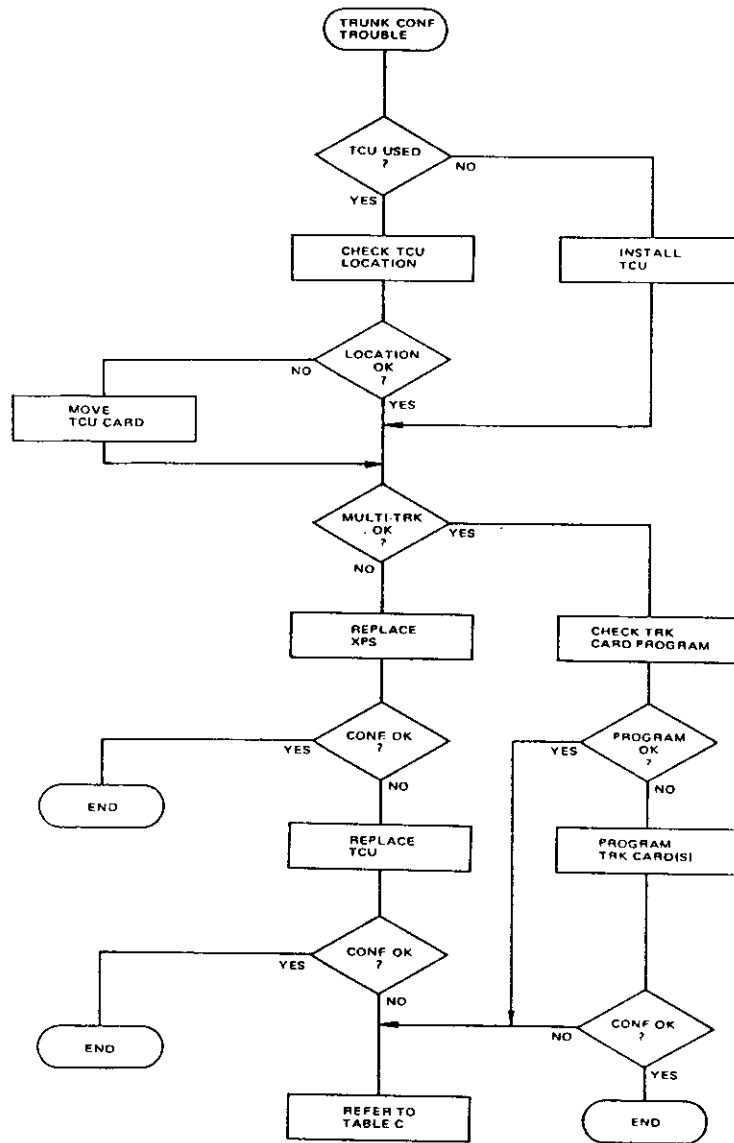 TRUNK CONF
TROUBLE
TCU USED
?
NO
YES
CHECK TCU
LOCATION
INSTALL
TCU
LOCATION
OK
?
NO
YES
MOVE
TCU CARD
MULTI-TRK
OK
?
YES
NO
REPLACE
XPS
CHECK TRK
CARD PROGRAM
CONF OK
?
YES
NO
PROGRAM
OK
?
YES
NO
END
REPLACE
TCU
PROGRAM
TRK CARD(S)
CONF OK
?
YES
NO
CONF OK
?
NO
YES
END
REFER TO
TABLE C
END